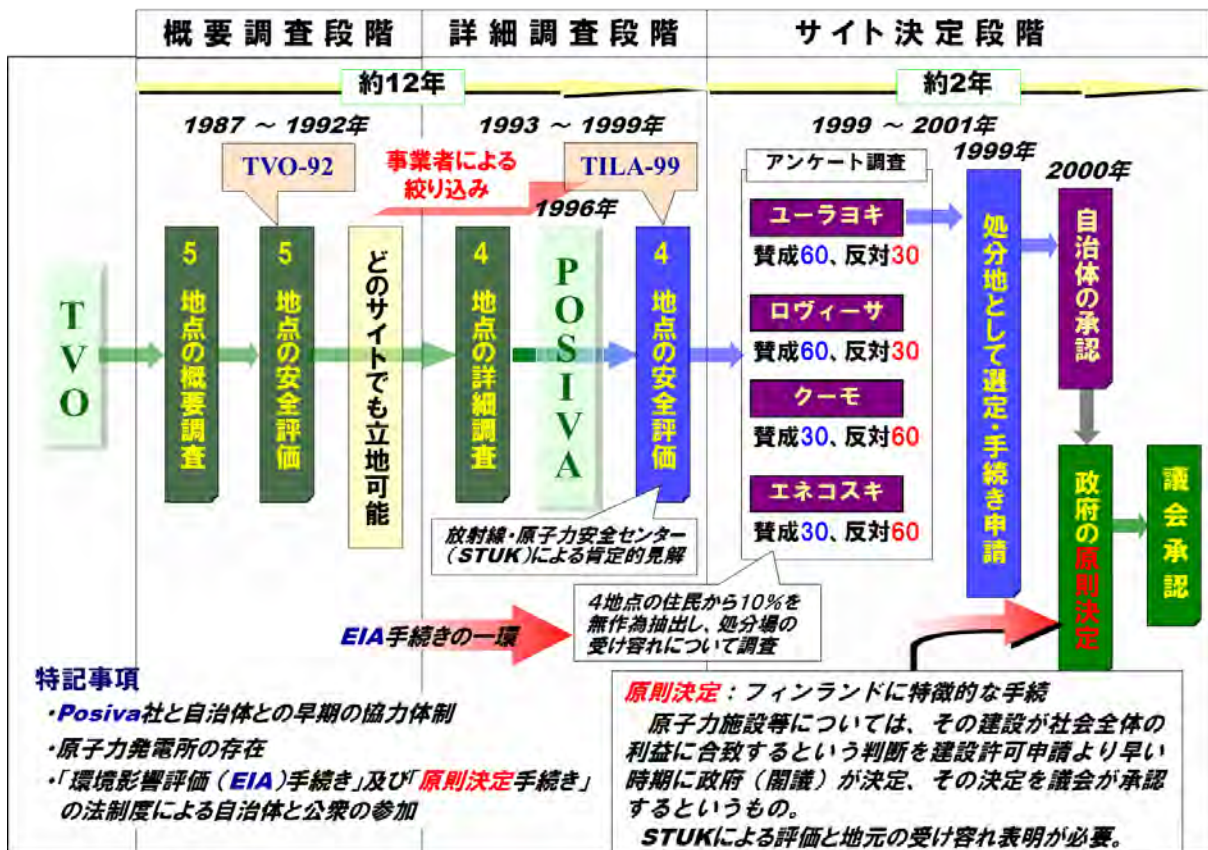 概要調査段階
詳細調査段階
サイト決定段階
約12年
約2年
1987 ～ 1992年
1993 ～ 1999年
1999 ～ 2001年
TVO-92
事業者による
絞り込み
TILA-99
1996年
アンケート調査
1999年
2000年
TVO
5 地点の概要調査
5 地点の安全評価
どのサイトでも立地可能
4 地点の詳細調査
POSIVA
4 地点の安全評価
ユーラヨキ
賛成60、反対30
ロヴィーサ
賛成60、反対30
クーモ
賛成30、反対60
エネコスキ
賛成30、反対60
処分地として選定・手続き申請
自治体の承認
政府の原則決定
議会承認
放射線・原子力安全センター
（STUK）による肯定的見解
EIA手続きの一環
4地点の住民から10％を
無作為抽出し、処分場の
受け容れについて調査
特記事項
・Posiva社と自治体との早期の協力体制
・原子力発電所の存在
・「環境影響評価（EIA）手続き」及び「原則決定手続き」
の法制度による自治体と公衆の参加
原則決定：フィンランドに特徴的な手続
原子力施設等については、その建設が社会全体の
利益に合致するという判断を建設許可申請より早い
時期に政府（閣議）が決定、その決定を議会が承認
するというもの。
STUKによる評価と地元の受け容れ表明が必要。